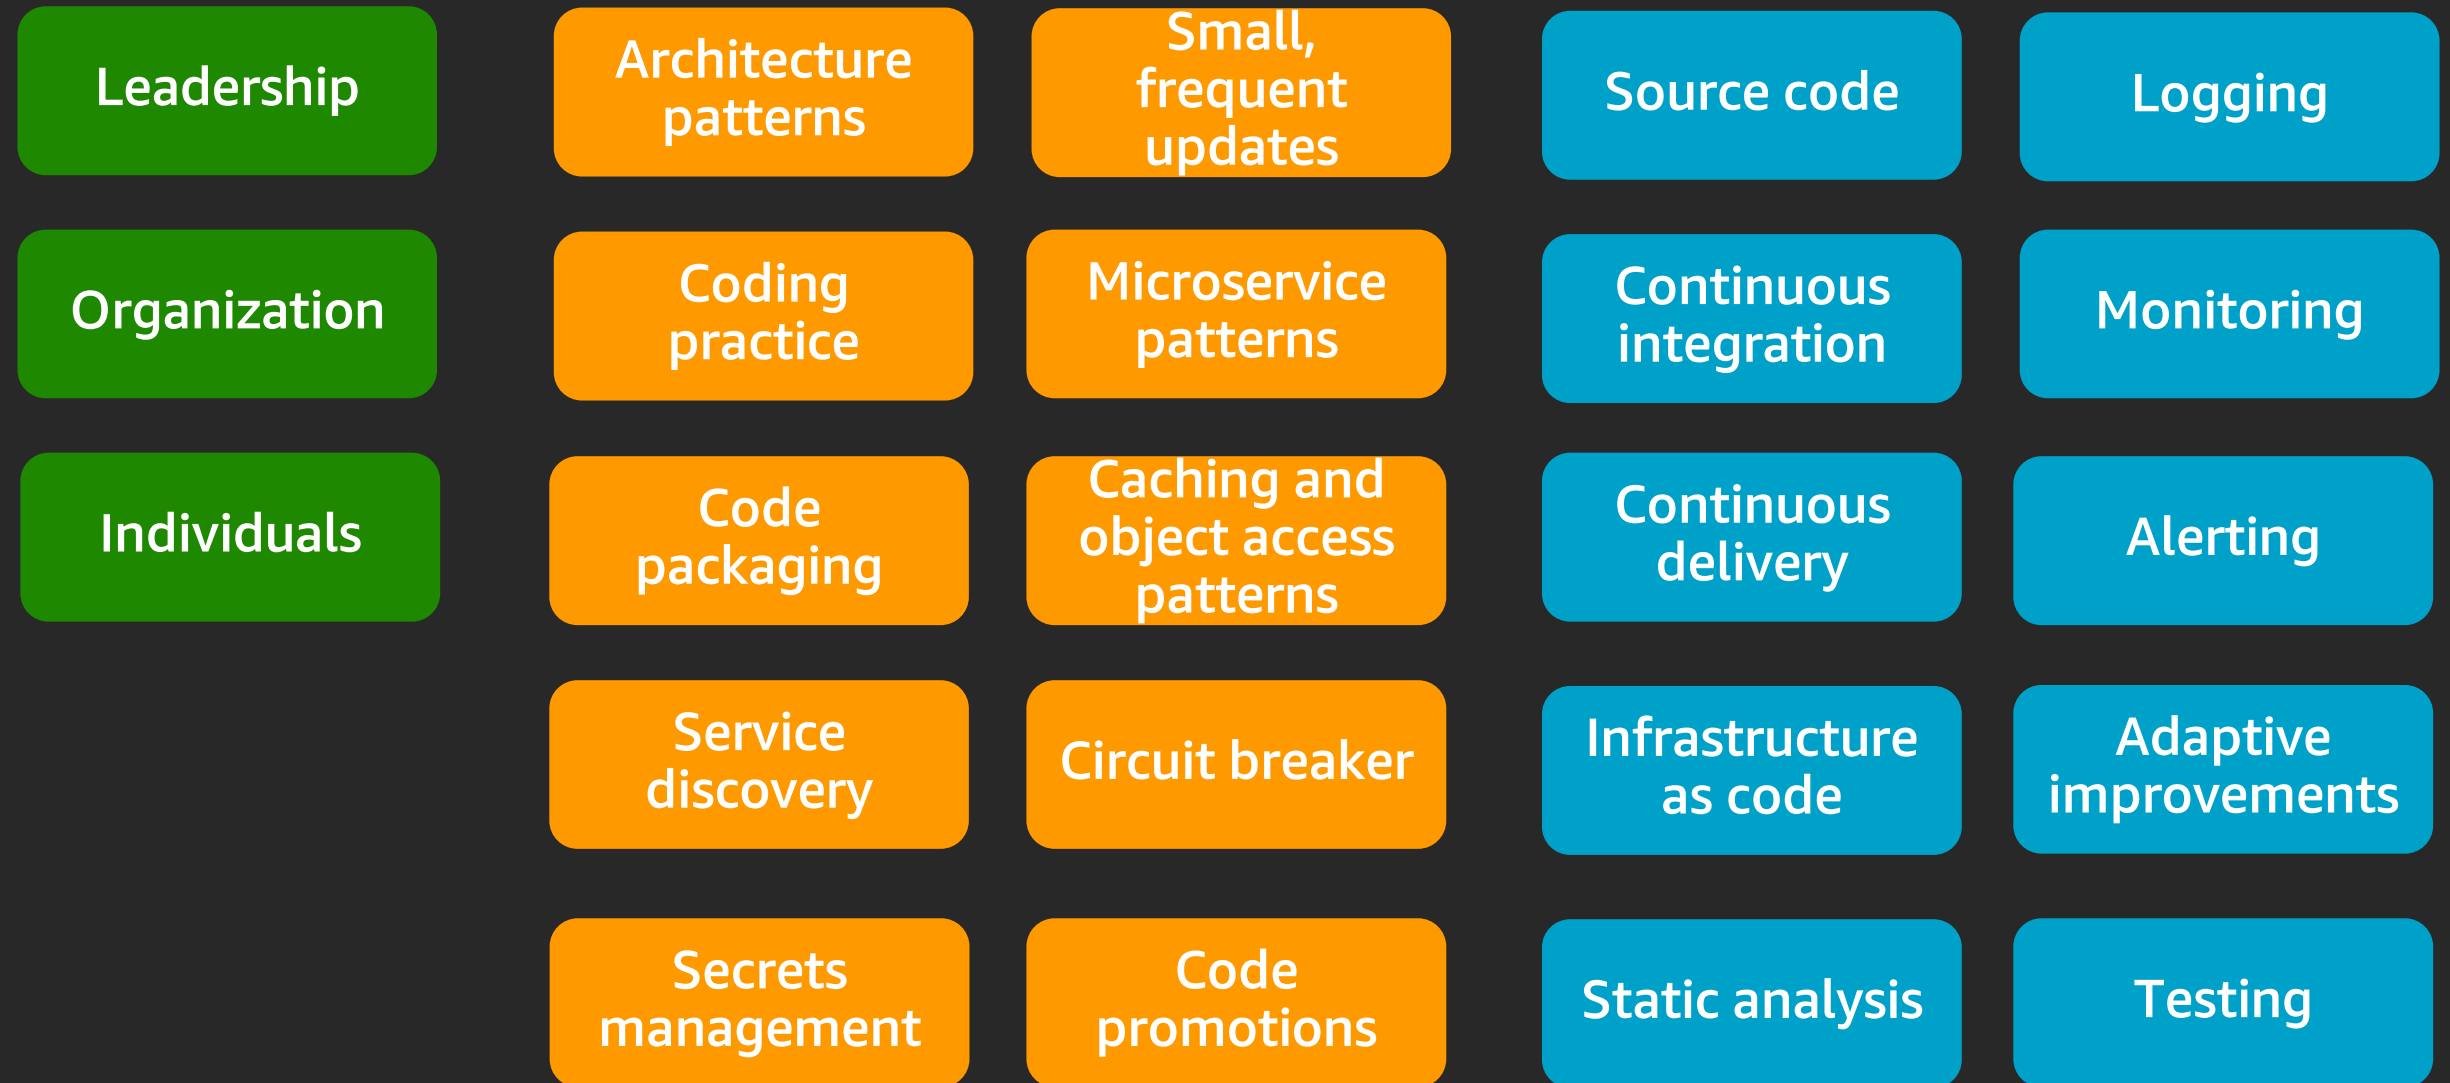 Leadership
Organization
Individuals
Architecture
patterns
Coding
practice
Code
packaging
Service
discovery
Secrets
management
Small,
frequent
updates
Microservice
patterns
Caching and
object access
patterns
Circuit breaker
Code
promotions
Source code
Continuous
integration
Continuous
delivery
Infrastructure
as code
Static analysis
Logging
Monitoring
Alerting
Adaptive
improvements
Testing